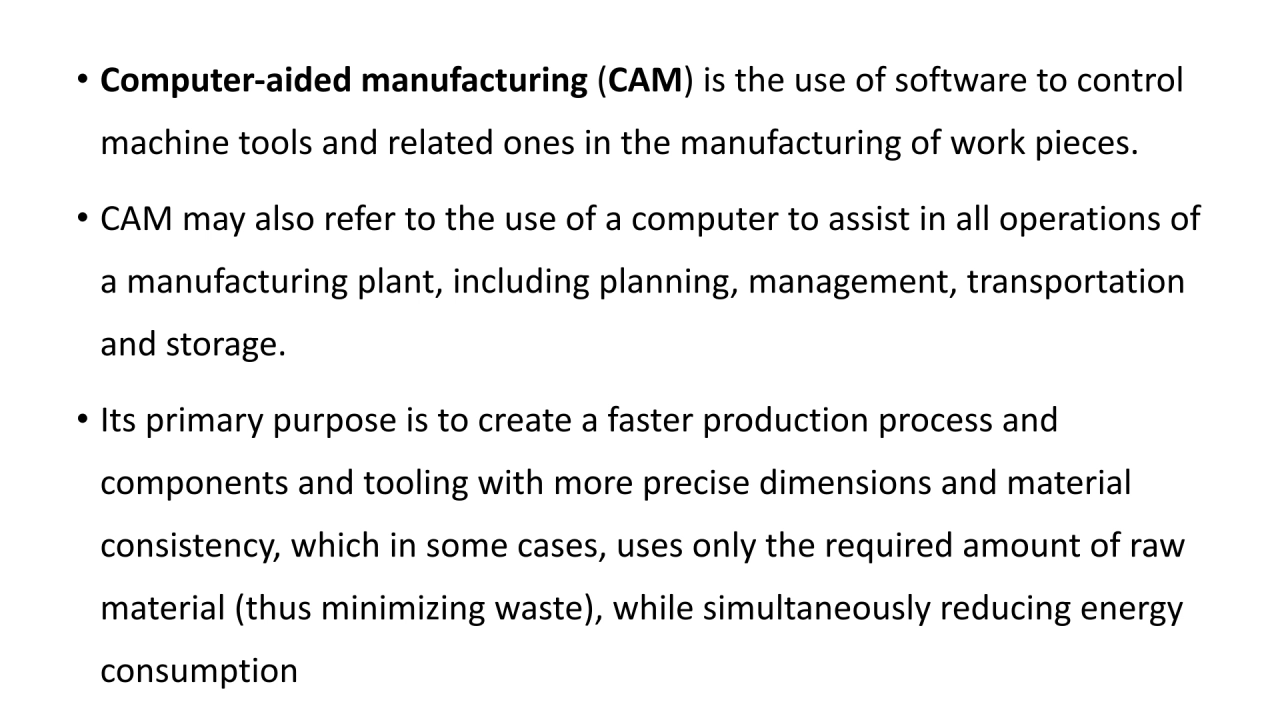 • Computer-aided manufacturing (CAM) is the use of software to control
machine tools and related ones in the manufacturing of work pieces.
• CAM may also refer to the use of a computer to assist in all operations of
a manufacturing plant, including planning, management, transportation
and storage.
• Its primary purpose is to create a faster production process and
components and tooling with more precise dimensions and material
consistency, which in some cases, uses only the required amount of raw
material (thus minimizing waste), while simultaneously reducing energy
consumption